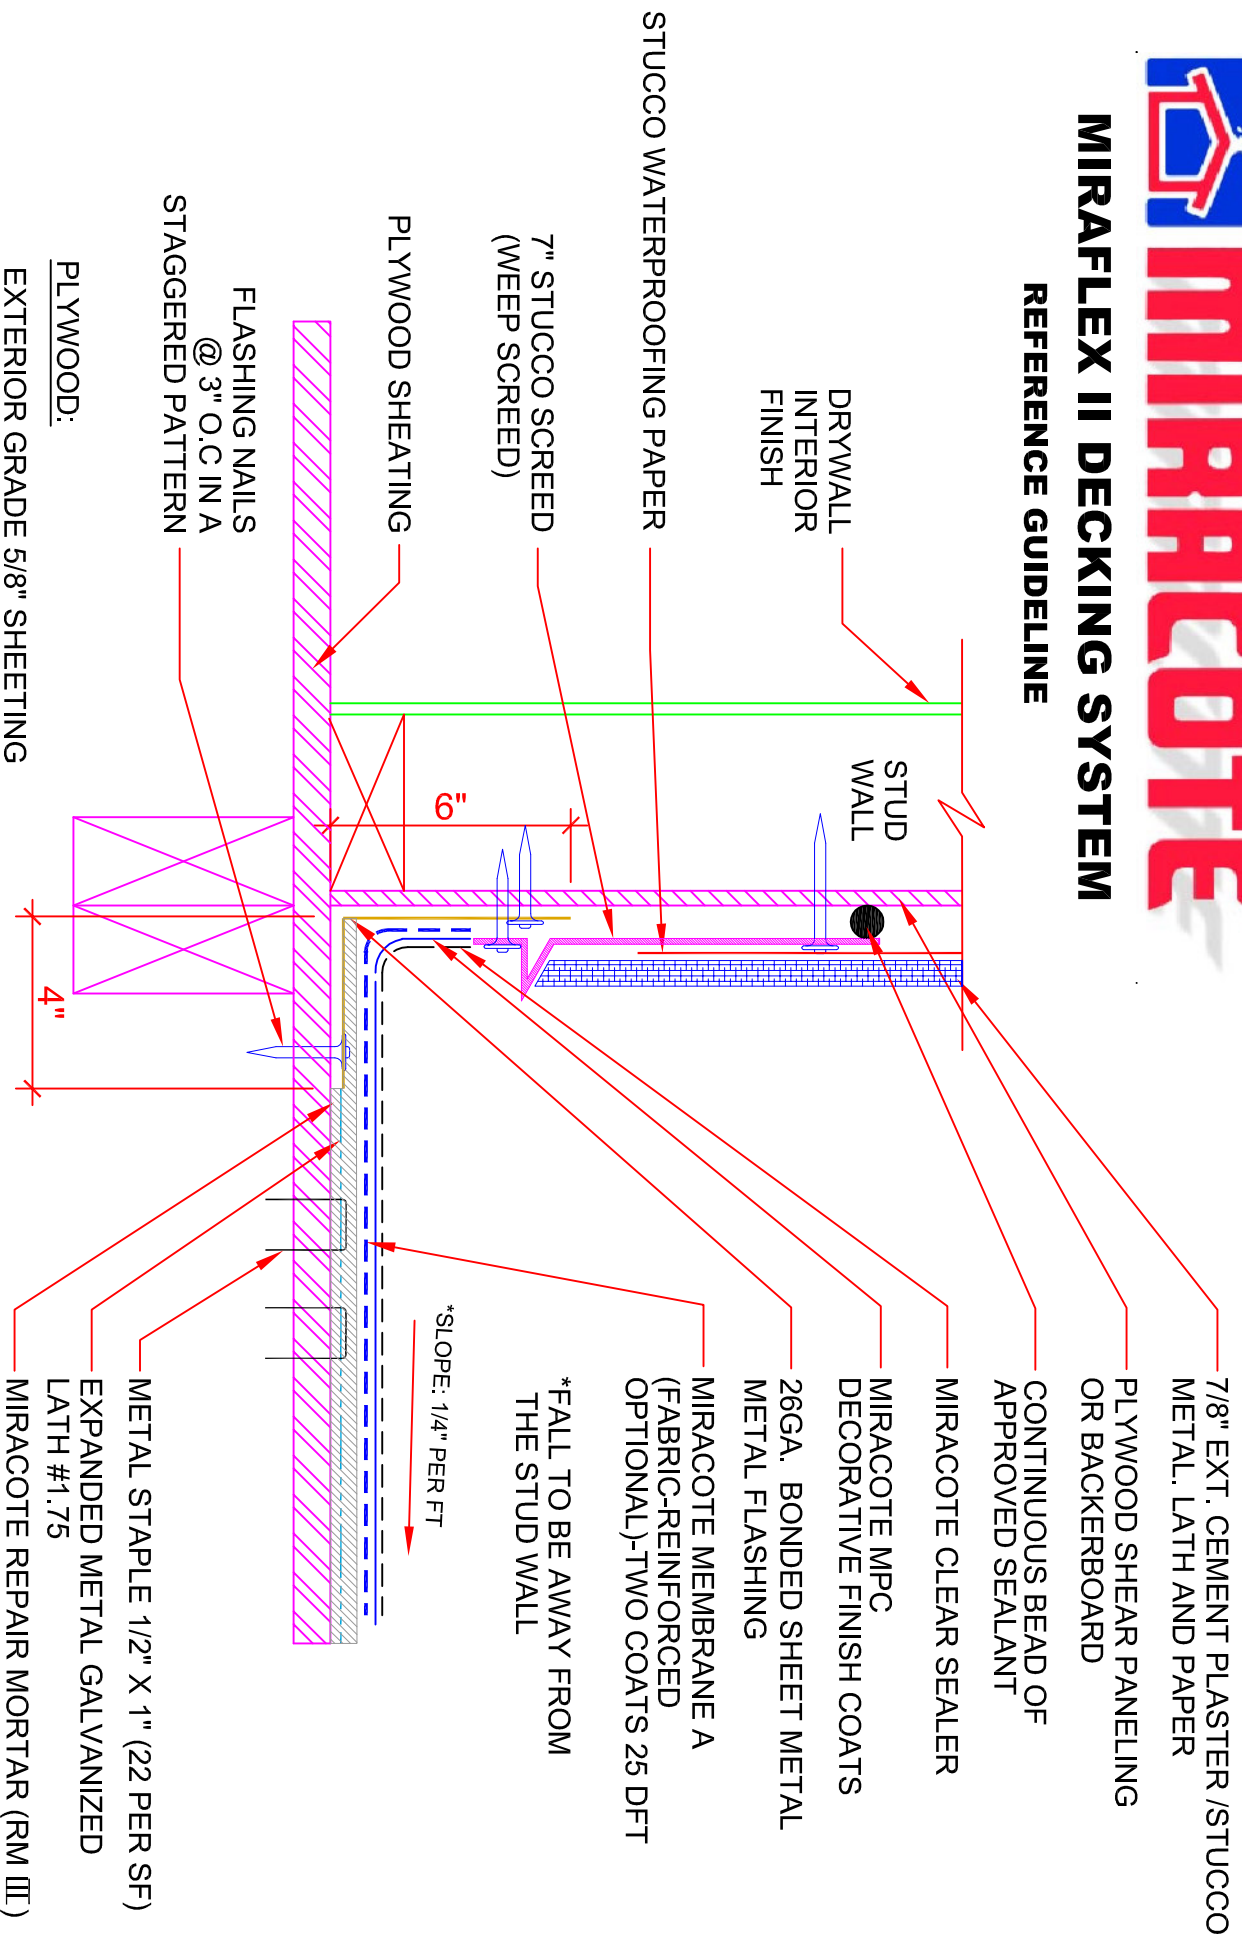 MIRACOTE
MIRAFLEX II DECKING SYSTEM
REFERENCE GUIDELINE
DRYWALL
INTERIOR
FINISH
STUCCO WATERPROOFING PAPER
7" STUCCO SCREED
(WEEP SCREED)
PLYWOOD SHEATING
FLASHING NAILS
@ 3" O.C IN A
STAGGERED PATTERN
PLYWOOD:
EXTERIOR GRADE 5/8" SHEETING
STUD
WALL
6"
4"
7/8" EXT. CEMENT PLASTER /STUCCO
METAL. LATH AND PAPER
PLYWOOD SHEAR PANELING
OR BACKERBOARD
CONTINUOUS BEAD OF
APPROVED SEALANT
MIRACOTE CLEAR SEALER
MIRACOTE MPC
DECORATIVE FINISH COATS
26GA. BONDED SHEET METAL
METAL FLASHING
MIRACOTE MEMBRANE A
(FABRIC-REINFORCED
OPTIONAL)-TWO COATS 25 DFT
*FALL TO BE AWAY FROM
THE STUD WALL
*SLOPE: 1/4" PER FT
METAL STAPLE 1/2" X 1" (22 PER SF)
EXPANDED METAL GALVANIZED
LATH #1.75
MIRACOTE REPAIR MORTAR (RM III)